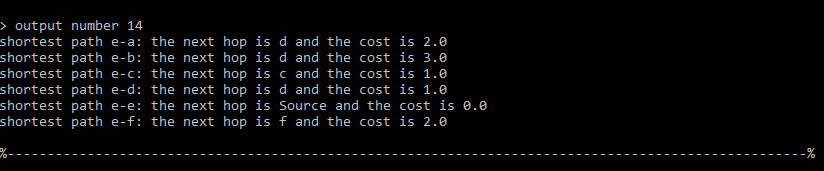 > output number 14
shortest path e-a: the next hop is d and the cost is 2.0
shortest path e-b: the next hop is d and the cost is 3.0
shortest path e-c: the next hop is c and the cost is 1.0
shortest path e-d: the next hop is d and the cost is 1.0
shortest path e-e: the next hop is Source and the cost is 0.0
shortest path e-f: the next hop is f and the cost is 2.0
%----------------------------------------------------------------------------------------------------%